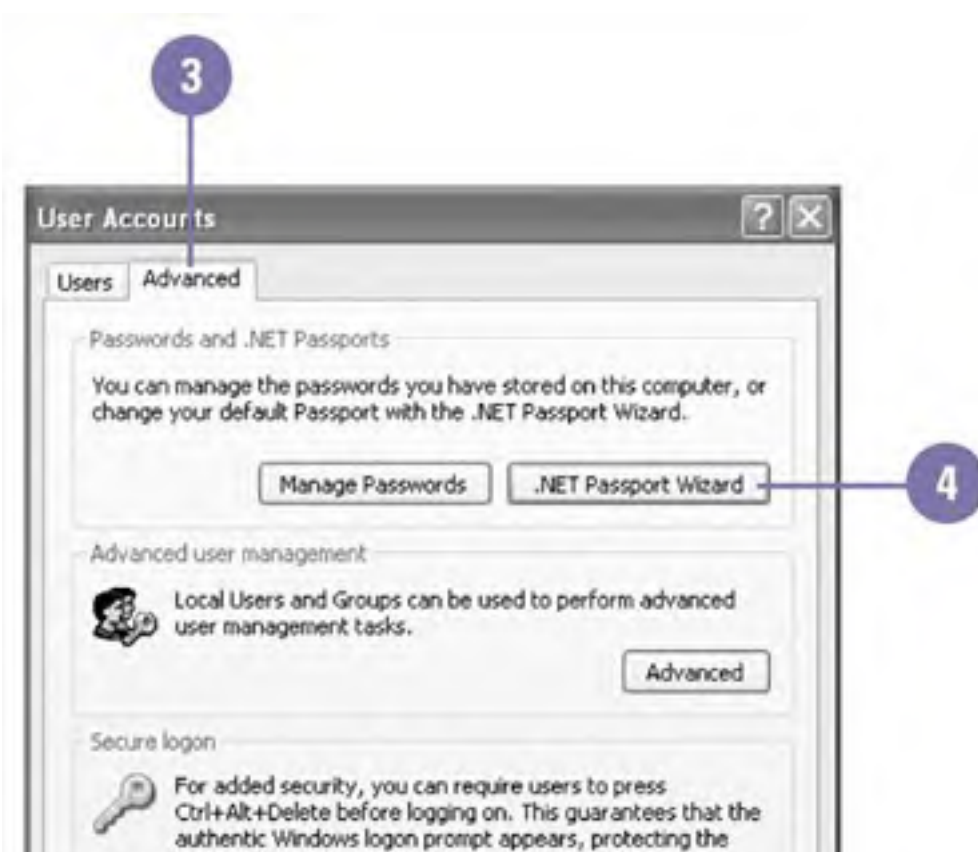 3
User Accounts
Users Advanced
Passwords and .NET Passports
You can manage the passwords you have stored on this computer, or
change your default Passport with the .NET Passport Wizard.
Manage Passwords .NET Passport Wizard
4
Advanced user management
Local Users and Groups can be used to perform advanced
user management tasks.
Advanced
Secure logon
For added security, you can require users to press
Ctrl+Alt+Delete before logging on. This guarantees that the
authentic Windows logon prompt appears, protecting the